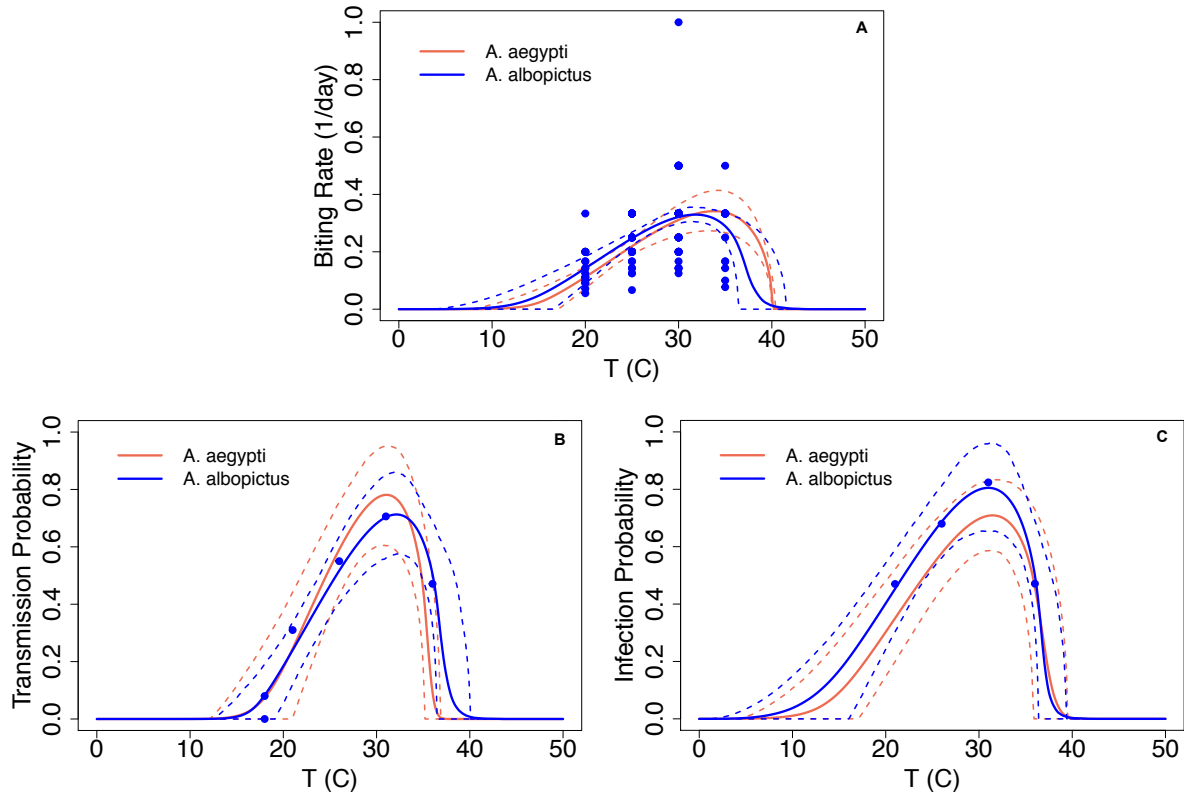 A
A. aegypti
A. albopictus
Biting Rate (1/day)
0.0 0.2 0.4 0.6 0.8 1.0
0 10 20 30 40 50
T (C)
B
A. aegypti
A. albopictus
Transmission Probability
0.0 0.2 0.4 0.6 0.8 1.0
0 10 20 30 40 50
T (C)
C
A. aegypti
A. albopictus
Infection Probability
0.0 0.2 0.4 0.6 0.8 1.0
0 10 20 30 40 50
T (C)